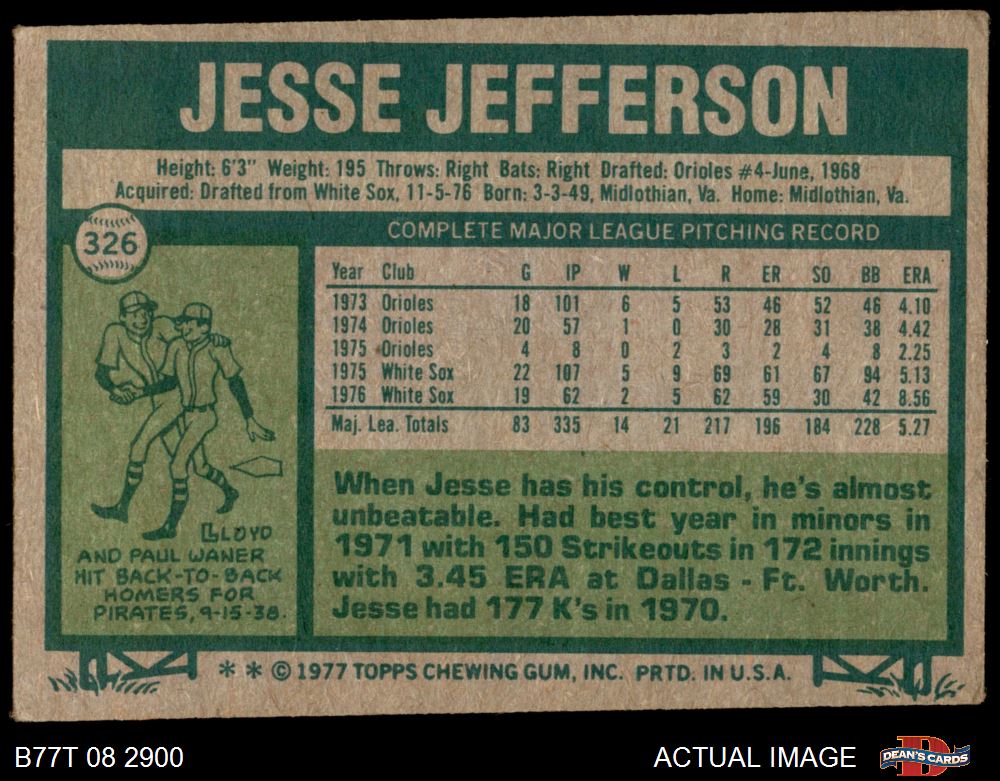 JESSE JEFFERSON
Height: 6'3" Weight: 195 Throws: Right Bats: Right Drafted: Orioles #4-June, 1968
Acquired: Drafted from White Sox, 11-5-76 Born: 3-3-49, Midlothian, Va. Home: Midlothian, Va.
326
COMPLETE MAJOR LEAGUE PITCHING RECORD
Year Club G IP W L R ER SO BB ERA
1973 Orioles 18 101 6 5 53 46 52 46 4.10
1974 Orioles 20 57 1 0 30 28 31 38 4.42
1975 Orioles 4 8 0 2 3 2 4 8 2.25
1975 White Sox 22 107 5 9 69 61 67 94 5.13
1976 White Sox 19 62 2 5 62 59 30 42 8.56
Maj. Lea. Totals 83 335 14 21 217 196 184 228 5.27
LLOYD
AND PAUL WANER
HIT BACK-TO-BACK
HOMERS FOR
PIRATES, 9-15-38.
When Jesse has his control, he's almost
unbeatable. Had best year in minors in
1971 with 150 Strikeouts in 172 innings
with 3.45 ERA at Dallas - Ft. Worth.
Jesse had 177 K's in 1970.
* * © 1977 TOPPS CHEWING GUM, INC. PRTD. IN U.S.A.
B77T 08 2900
ACTUAL IMAGE
D
DEAN'S CARDS